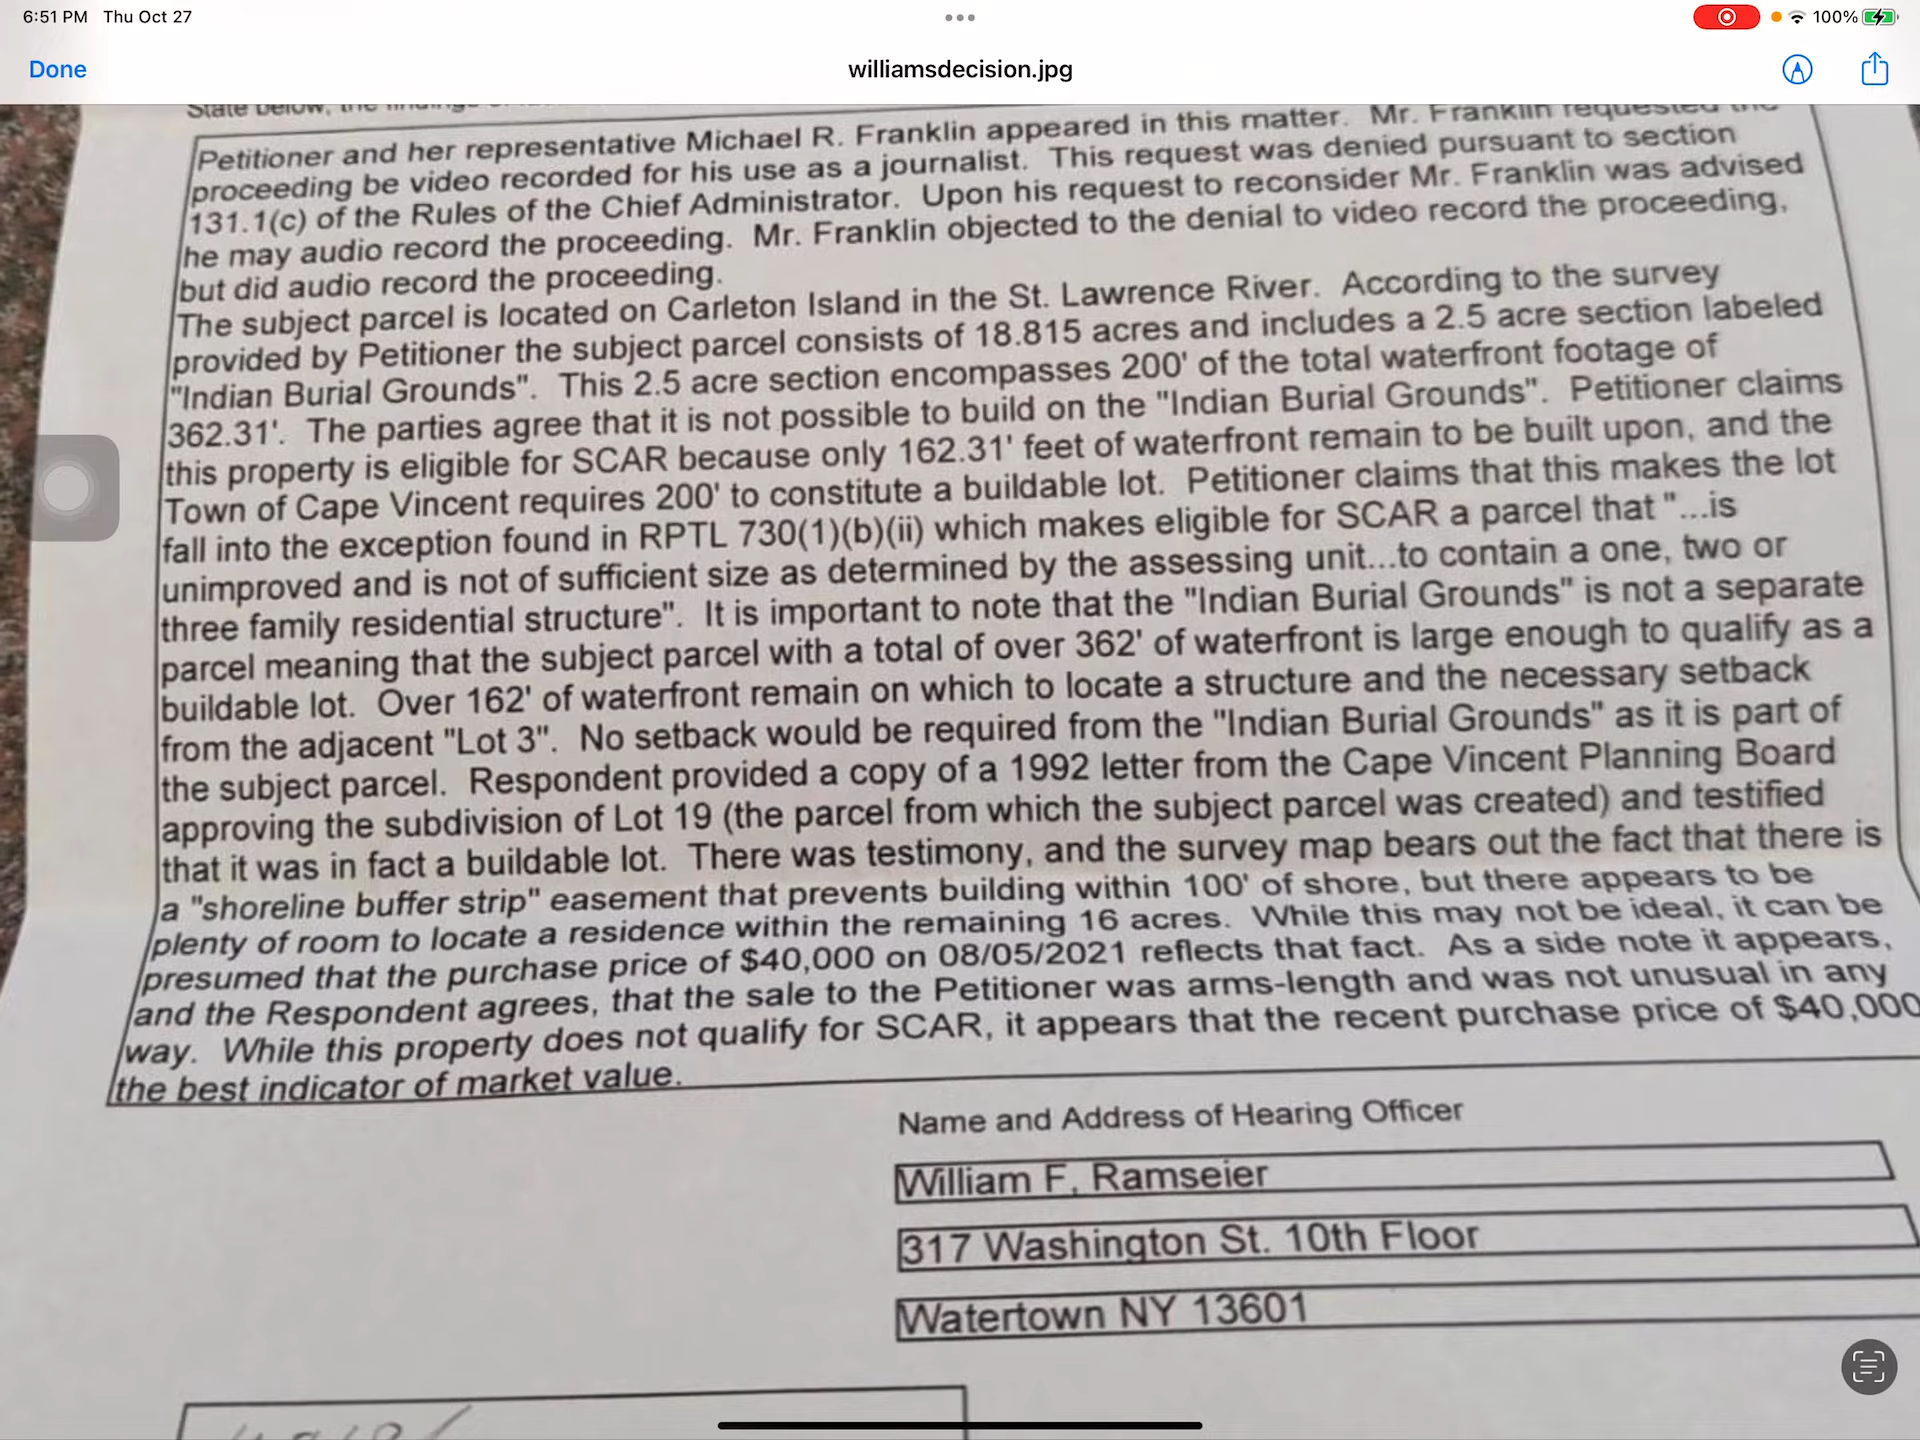 6:51 PM Thu Oct 27
100%
Done
williamsdecision.jpg
State below, the findings
Petitioner and her representative Michael R. Franklin appeared in this matter. Mr. Franklin requested the
proceeding be video recorded for his use as a journalist. This request was denied pursuant to section
131.1(c) of the Rules of the Chief Administrator. Upon his request to reconsider Mr. Franklin was advised
he may audio record the proceeding. Mr. Franklin objected to the denial to video record the proceeding,
but did audio record the proceeding.
The subject parcel is located on Carleton Island in the St. Lawrence River. According to the survey
provided by Petitioner the subject parcel consists of 18.815 acres and includes a 2.5 acre section labeled
"Indian Burial Grounds". This 2.5 acre section encompasses 200' of the total waterfront footage of
362.31'. The parties agree that it is not possible to build on the "Indian Burial Grounds". Petitioner claims
this property is eligible for SCAR because only 162.31' feet of waterfront remain to be built upon, and the
Town of Cape Vincent requires 200' to constitute a buildable lot. Petitioner claims that this makes the lot
fall into the exception found in RPTL 730(1)(b)(ii) which makes eligible for SCAR a parcel that "...is
unimproved and is not of sufficient size as determined by the assessing unit...to contain a one, two or
three family residential structure". It is important to note that the "Indian Burial Grounds" is not a separate
parcel meaning that the subject parcel with a total of over 362' of waterfront is large enough to qualify as a
buildable lot. Over 162' of waterfront remain on which to locate a structure and the necessary setback
from the adjacent "Lot 3". No setback would be required from the "Indian Burial Grounds" as it is part of
the subject parcel. Respondent provided a copy of a 1992 letter from the Cape Vincent Planning Board
approving the subdivision of Lot 19 (the parcel from which the subject parcel was created) and testified
that it was in fact a buildable lot. There was testimony, and the survey map bears out the fact that there is
a "shoreline buffer strip" easement that prevents building within 100' of shore, but there appears to be
plenty of room to locate a residence within the remaining 16 acres. While this may not be ideal, it can be
presumed that the purchase price of $40,000 on 08/05/2021 reflects that fact. As a side note it appears,
and the Respondent agrees, that the sale to the Petitioner was arms-length and was not unusual in any
way. While this property does not qualify for SCAR, it appears that the recent purchase price of $40,000
the best indicator of market value.
Name and Address of Hearing Officer
William F. Ramseier
317 Washington St. 10th Floor
Watertown NY 13601